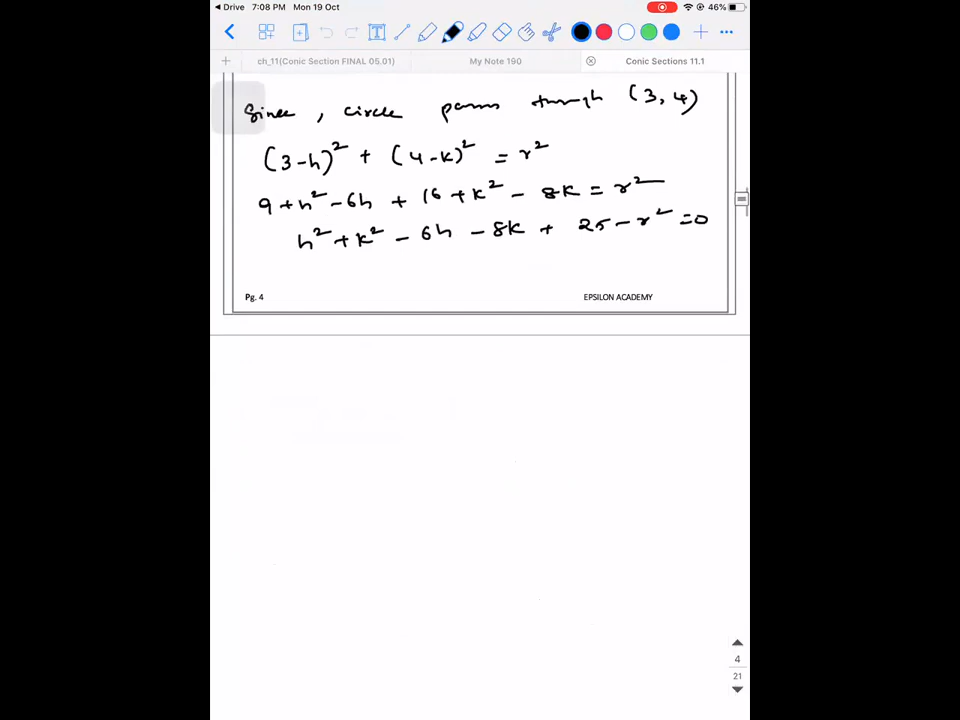 Drive 7:08 PM Mon 19 Oct 46%
ch_11(Conic Section FINAL 05.01) My Note 190 Conic Sections 11.1
Since, circle passes through (3, 4)
(3-h)² + (4-k)² = r²
9 + h² - 6h + 16 + k² - 8k = r²
h² + k² - 6h - 8k + 25 - r² = 0
Pg. 4 EPSILON ACADEMY
4
21